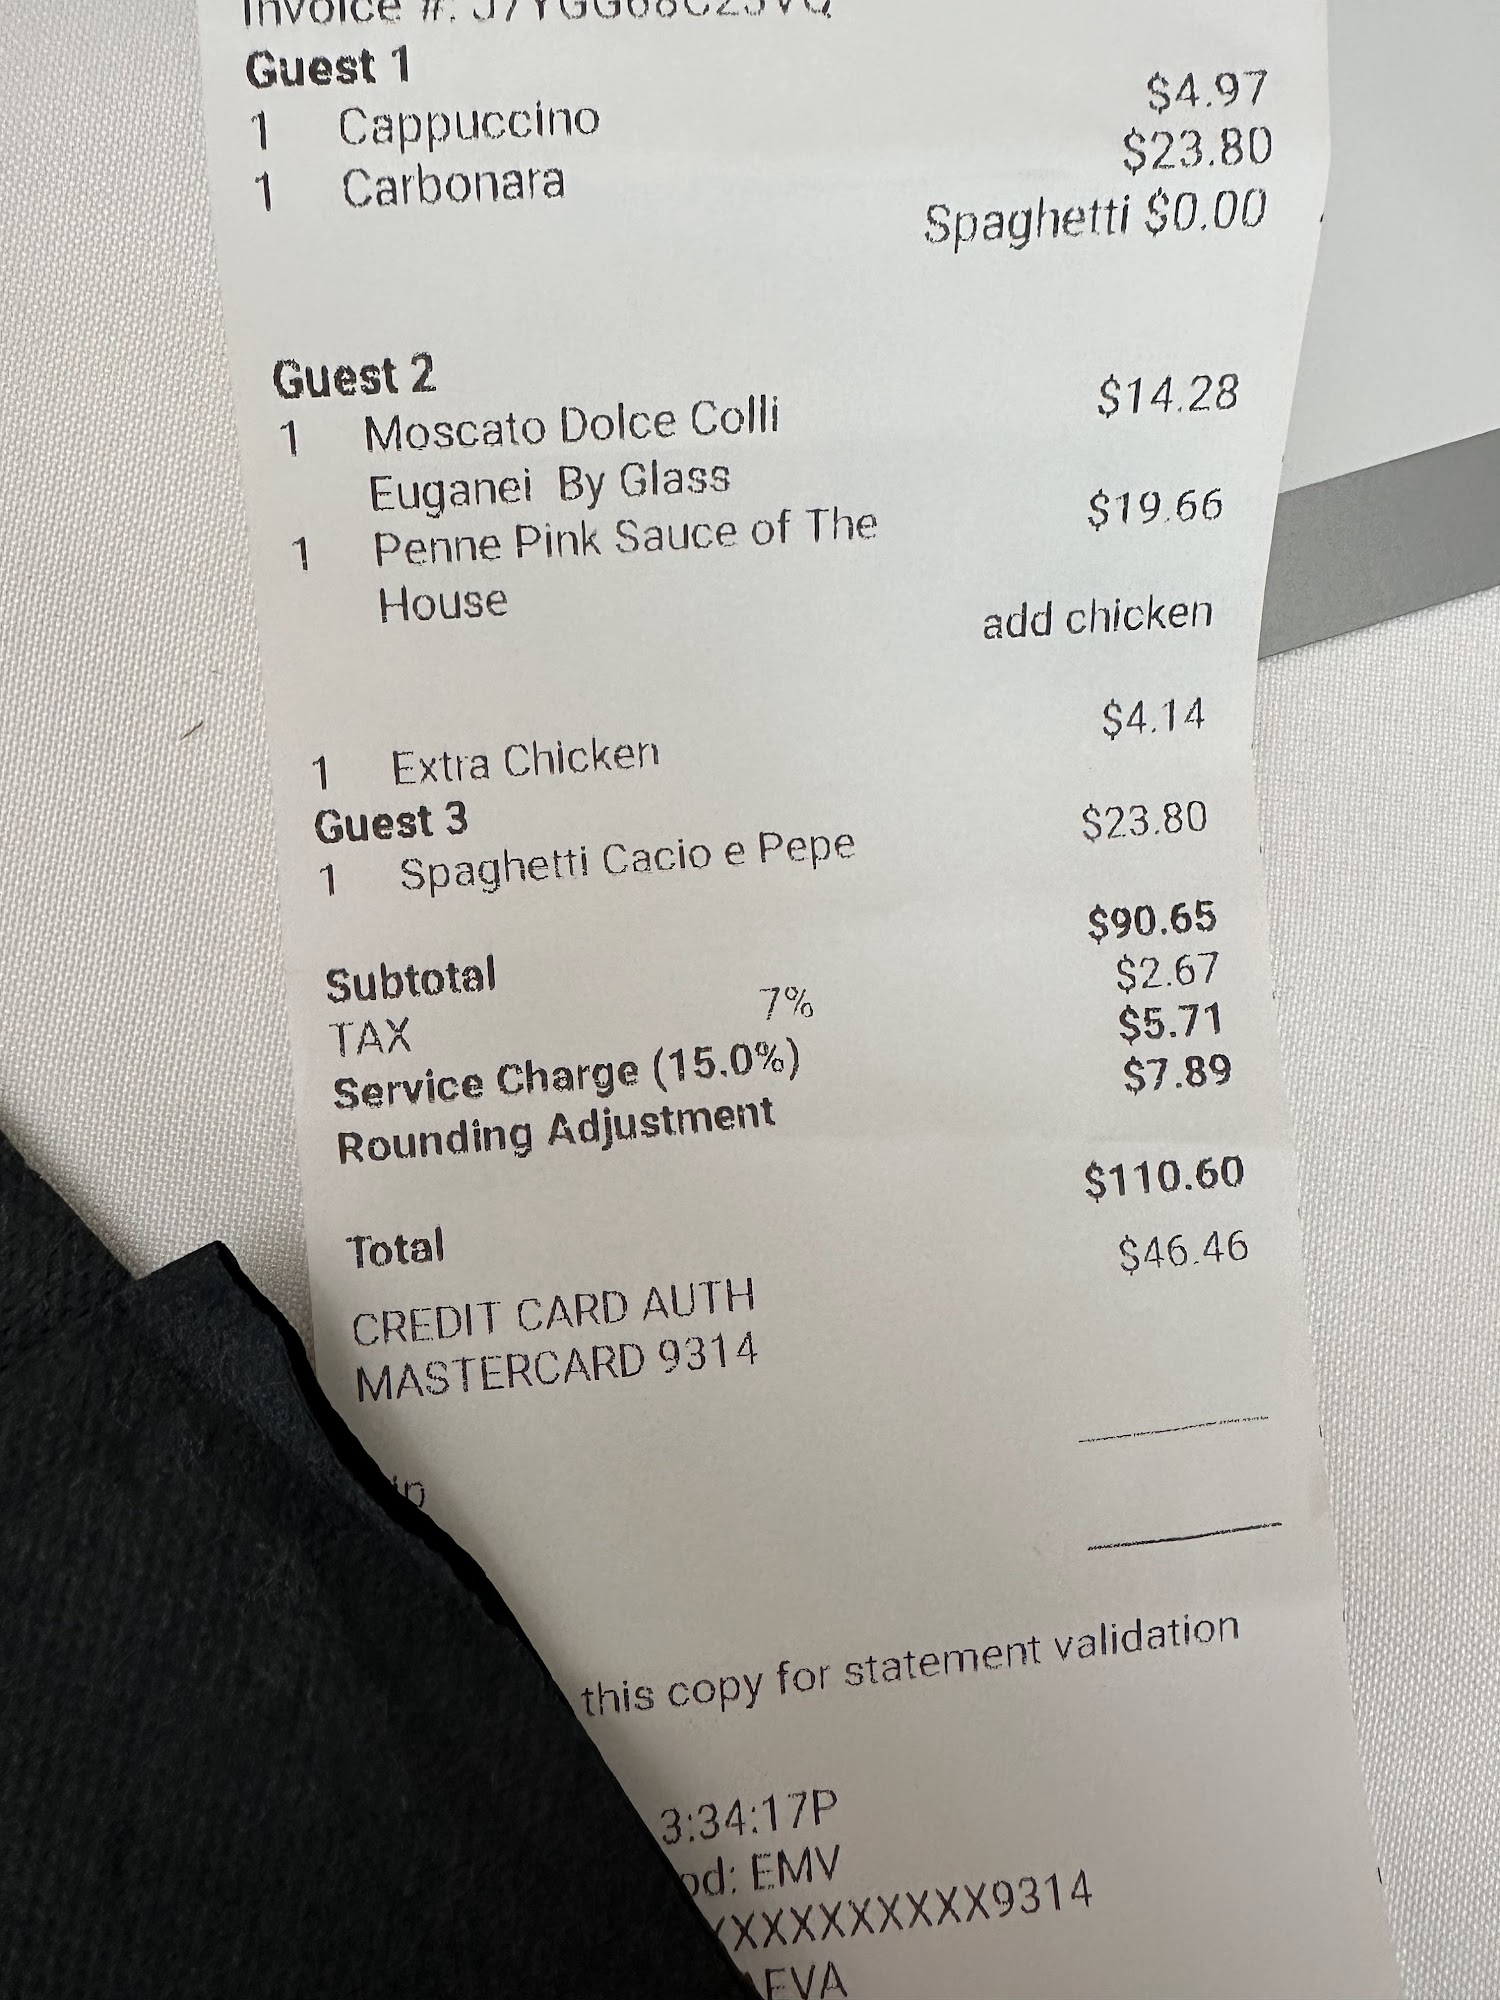 Invoice #:
Guest 1
1 Cappuccino $4.97
1 Carbonara $23.80
Spaghetti $0.00
Guest 2
1 Moscato Dolce Colli $14.28
Euganei By Glass
1 Penne Pink Sauce of The $19.66
House
add chicken
1 Extra Chicken $4.14
Guest 3
1 Spaghetti Cacio e Pepe $23.80
Subtotal $90.65
TAX 7% $2.67
Service Charge (15.0%) $5.71
Rounding Adjustment $7.89
Total $110.60
CREDIT CARD AUTH $46.46
MASTERCARD 9314
this copy for statement validation
3:34:17P
EMV
XXXXXXXXXX9314